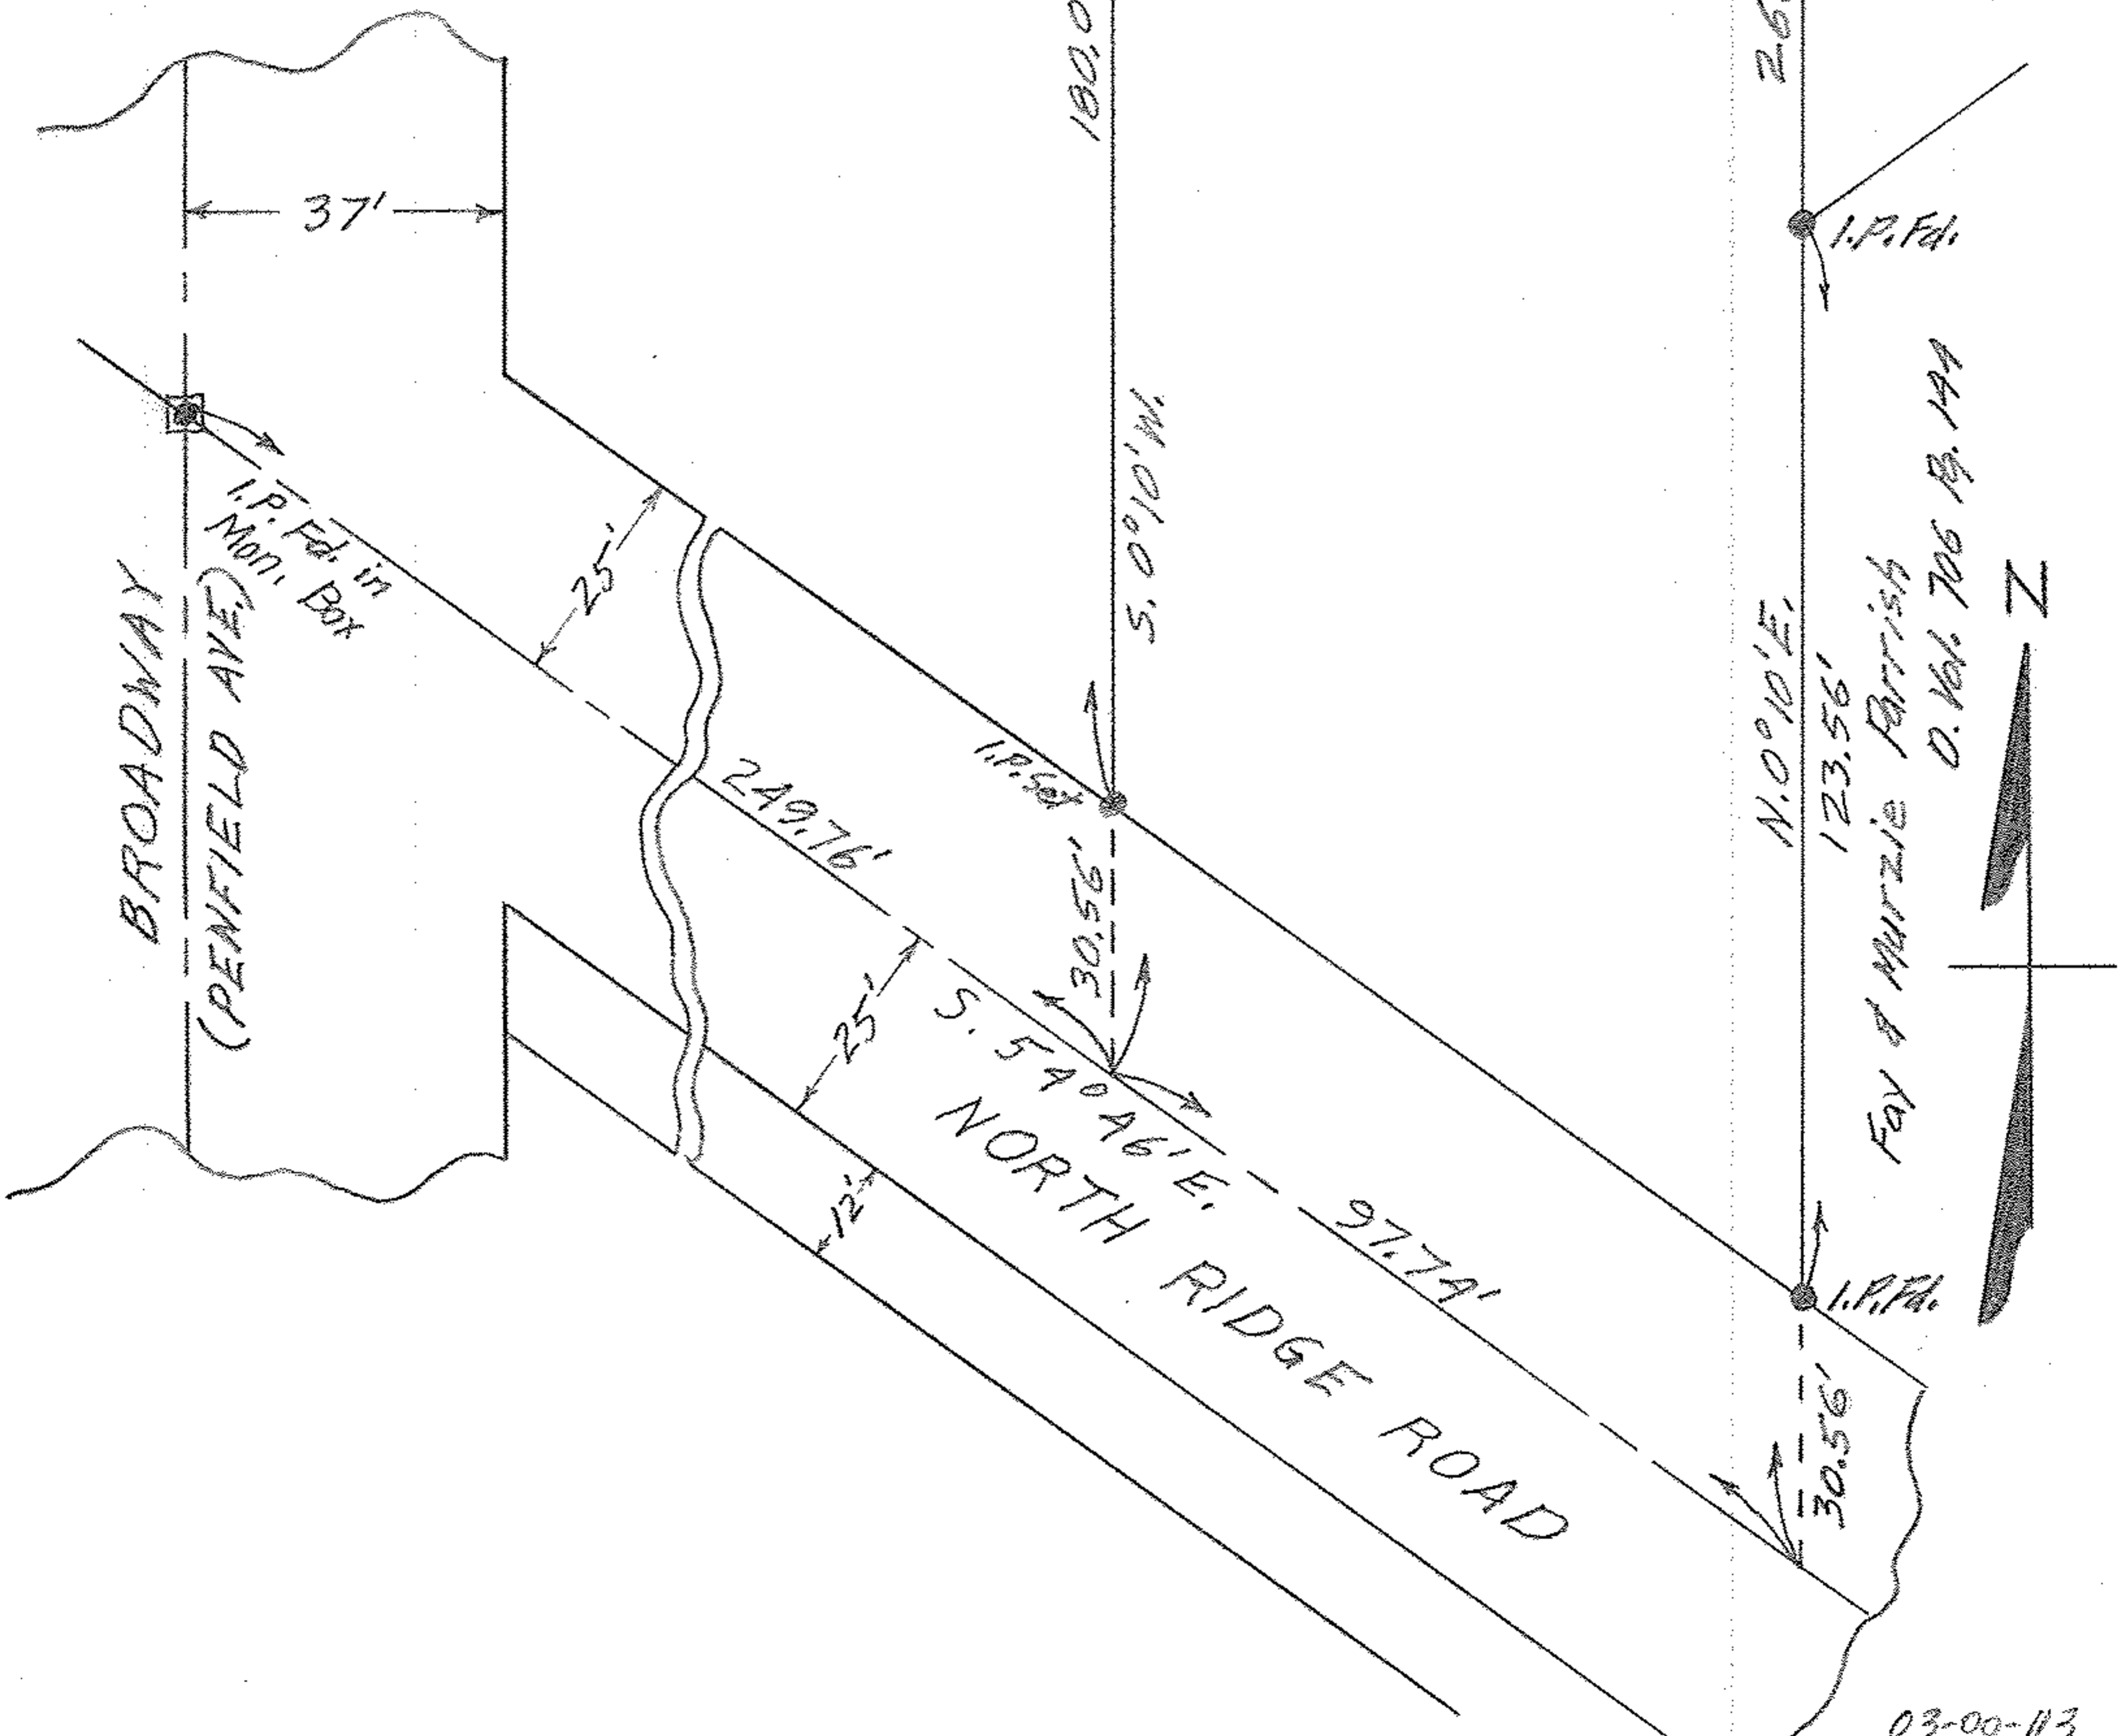 180.0
26.
37'
I.P. Fd.
I.P. Fd. in
Mon. Box
25'
BROADWAY
(PENFIELD AVE.)
S. 0°10' W.
N. 0°10' E.
123.56'
Fay & Murzie Parrish
D. Vol. 706 Pg. 144
N
I.P. Set
249.76'
30.56'
25'
S. 54° 46' E.
NORTH RIDGE ROAD
97.74'
12'
I.P. Fd.
30.56'
03-00-113